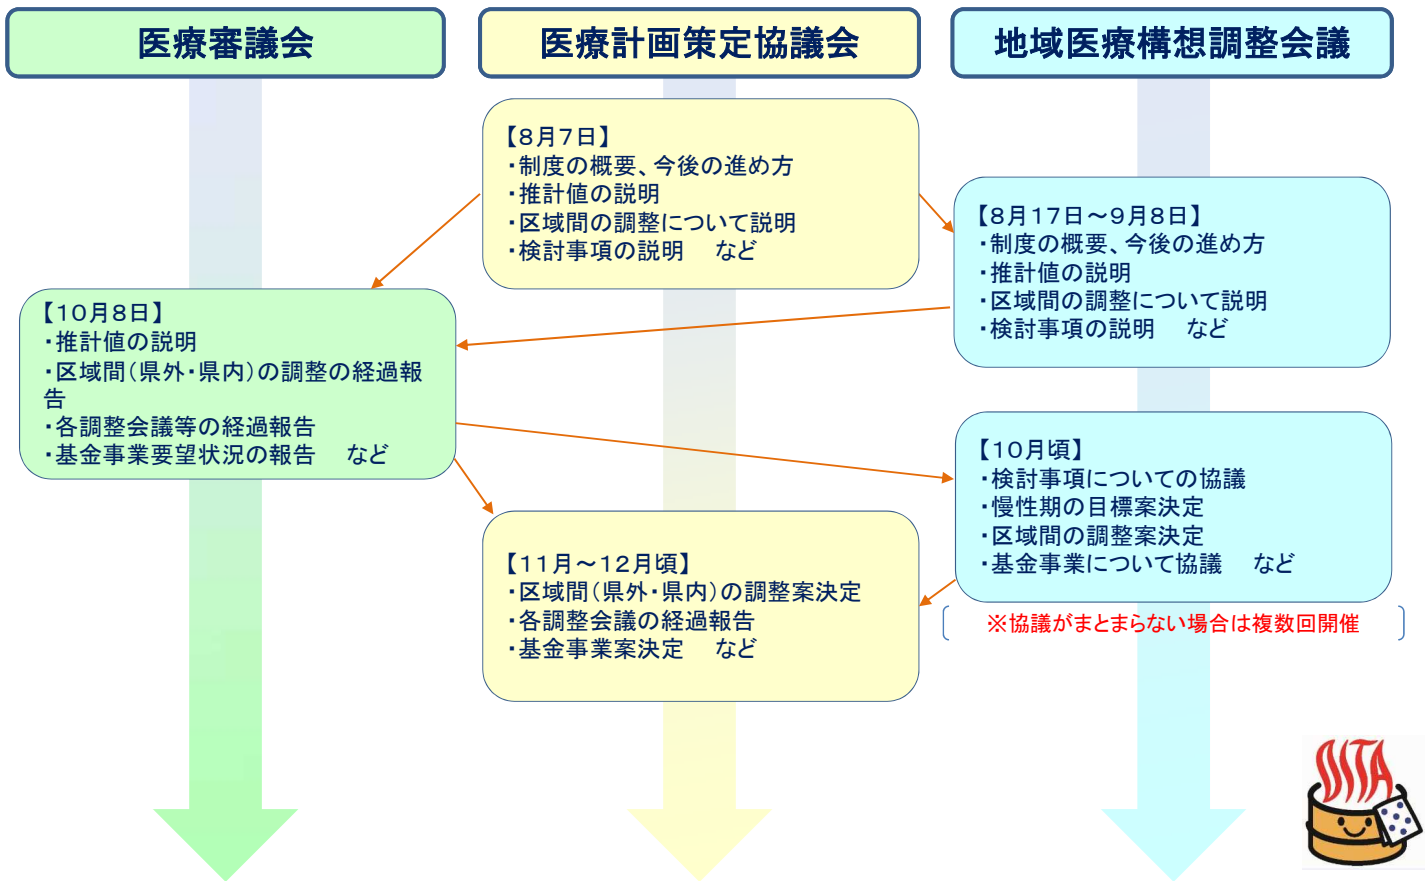 医療審議会
医療計画策定協議会
地域医療構想調整会議
【８月７日】
・制度の概要、今後の進め方
・推計値の説明
・区域間の調整について説明
・検討事項の説明　など
【８月１７日～９月８日】
・制度の概要、今後の進め方
・推計値の説明
・区域間の調整について説明
・検討事項の説明　など
【１０月８日】
・推計値の説明
・区域間（県外・県内）の調整の経過報
告
・各調整会議等の経過報告
・基金事業要望状況の報告　など
【１０月頃】
・検討事項についての協議
・慢性期の目標案決定
・区域間の調整案決定
・基金事業について協議　など
※協議がまとまらない場合は複数回開催
【１１月～１２月頃】
・区域間（県外・県内）の調整案決定
・各調整会議の経過報告
・基金事業案決定　など
OITA